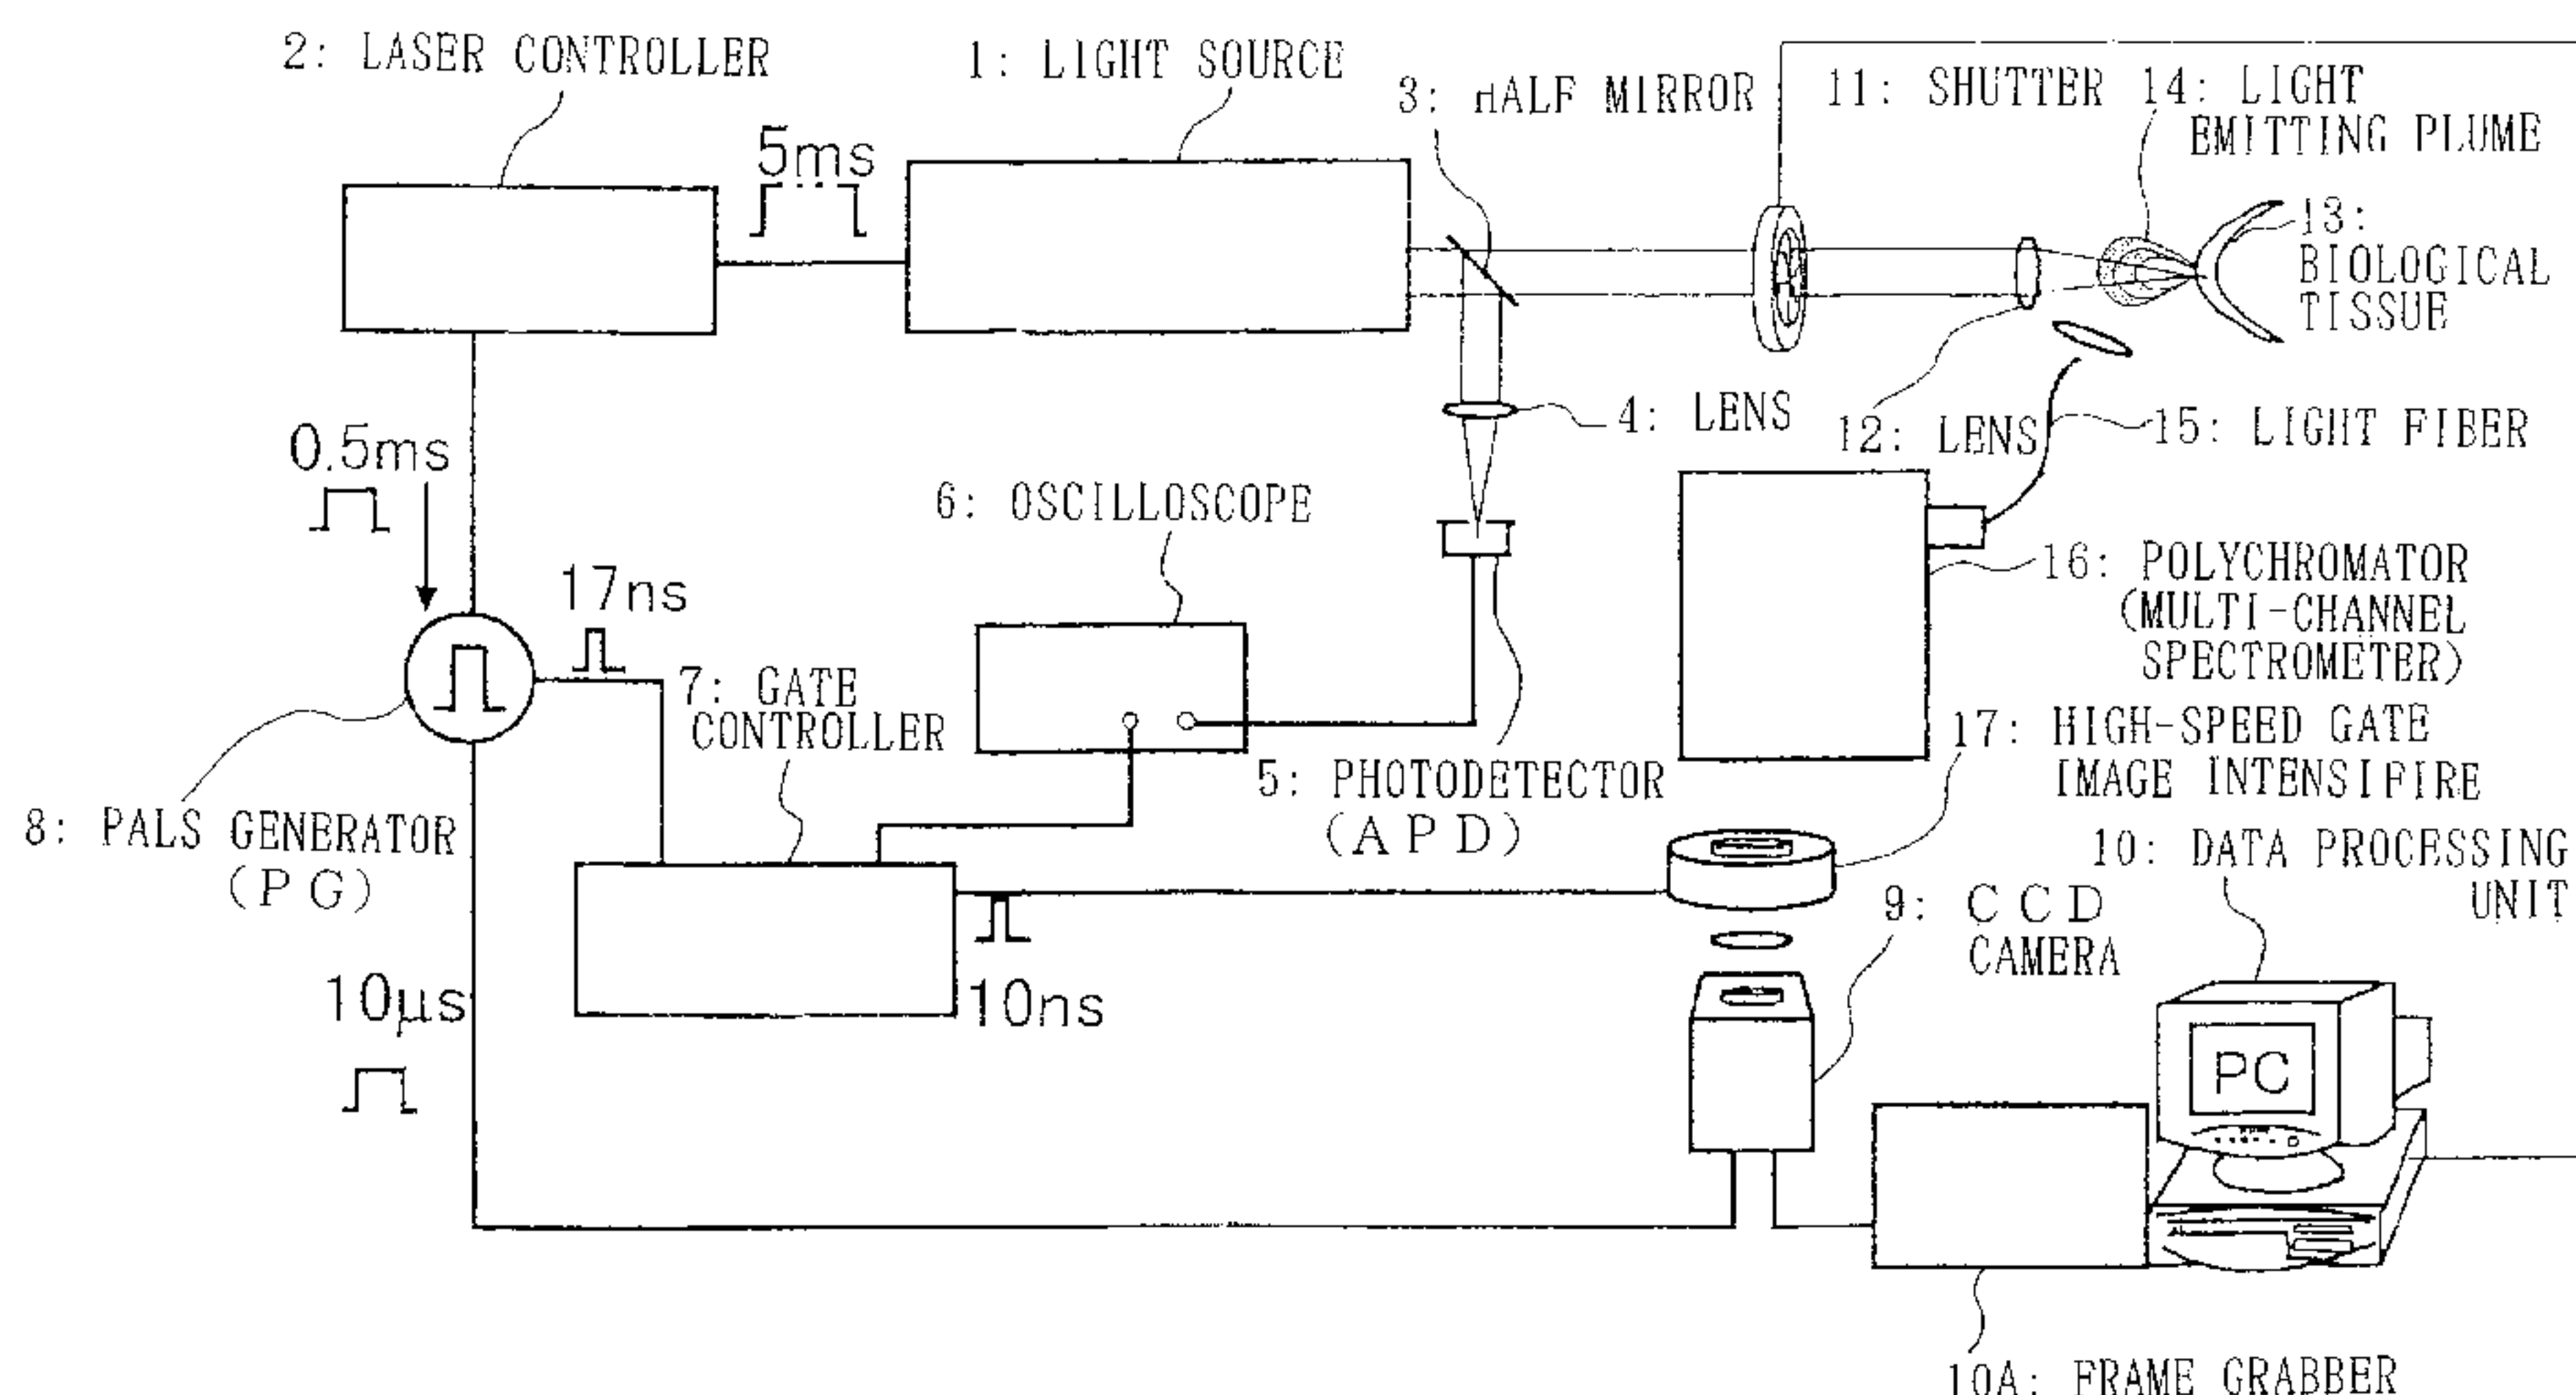 2: LASER CONTROLLER
1: LIGHT SOURCE
3: HALF MIRROR
11: SHUTTER
14: LIGHT
EMITTING PLUME
5ms
13:
BIOLOGICAL
TISSUE
4: LENS
12: LENS
15: LIGHT FIBER
0.5ms
6: OSCILLOSCOPE
17ns
16: POLYCHROMATOR
(MULTI-CHANNEL
SPECTROMETER)
7: GATE
CONTROLLER
17: HIGH-SPEED GATE
IMAGE INTENSIFIRE
5: PHOTODETECTOR
(APD)
8: PALS GENERATOR
(PG)
10: DATA PROCESSING
UNIT
9: CCD
CAMERA
10µs
10ns
PC
10A: FRAME GRABBER